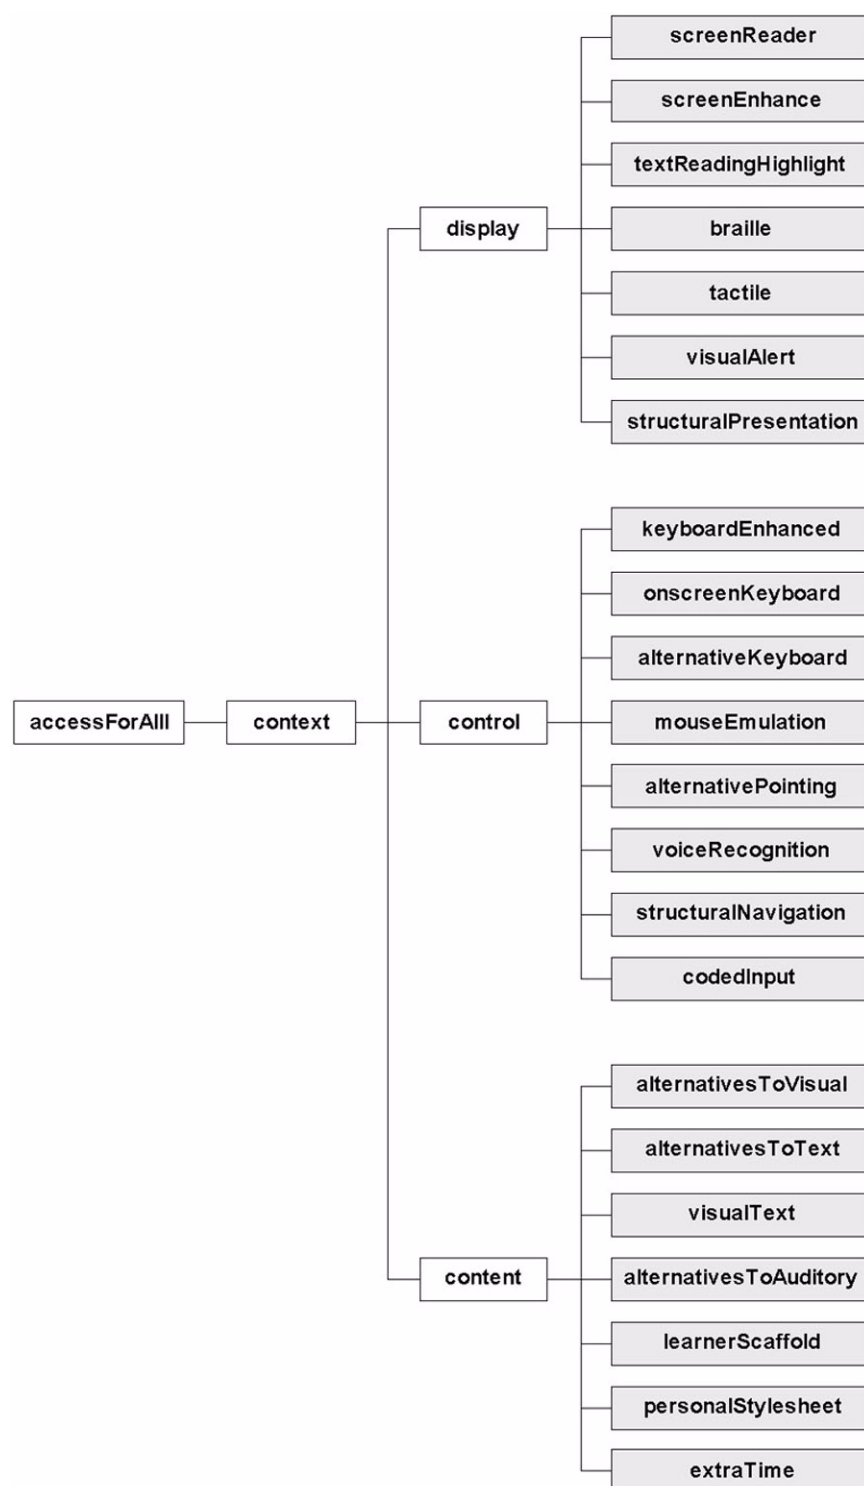 screenReader
screenEnhance
textReadingHighlight
display
braille
tactile
visualAlert
structuralPresentation
keyboardEnhanced
onscreenKeyboard
alternativeKeyboard
accessForAlll
context
control
mouseEmulation
alternativePointing
voiceRecognition
structuralNavigation
codedInput
alternativesToVisual
alternativesToText
visualText
content
alternativesToAuditory
learnerScaffold
personalStylesheet
extraTime